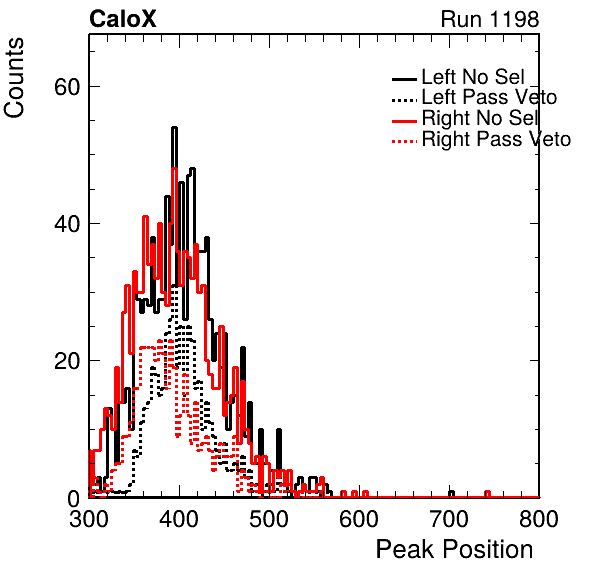 CaloX Run 1198
Counts
60
40
20
0
Left No Sel
Left Pass Veto
Right No Sel
Right Pass Veto
300 400 500 600 700 800
Peak Position